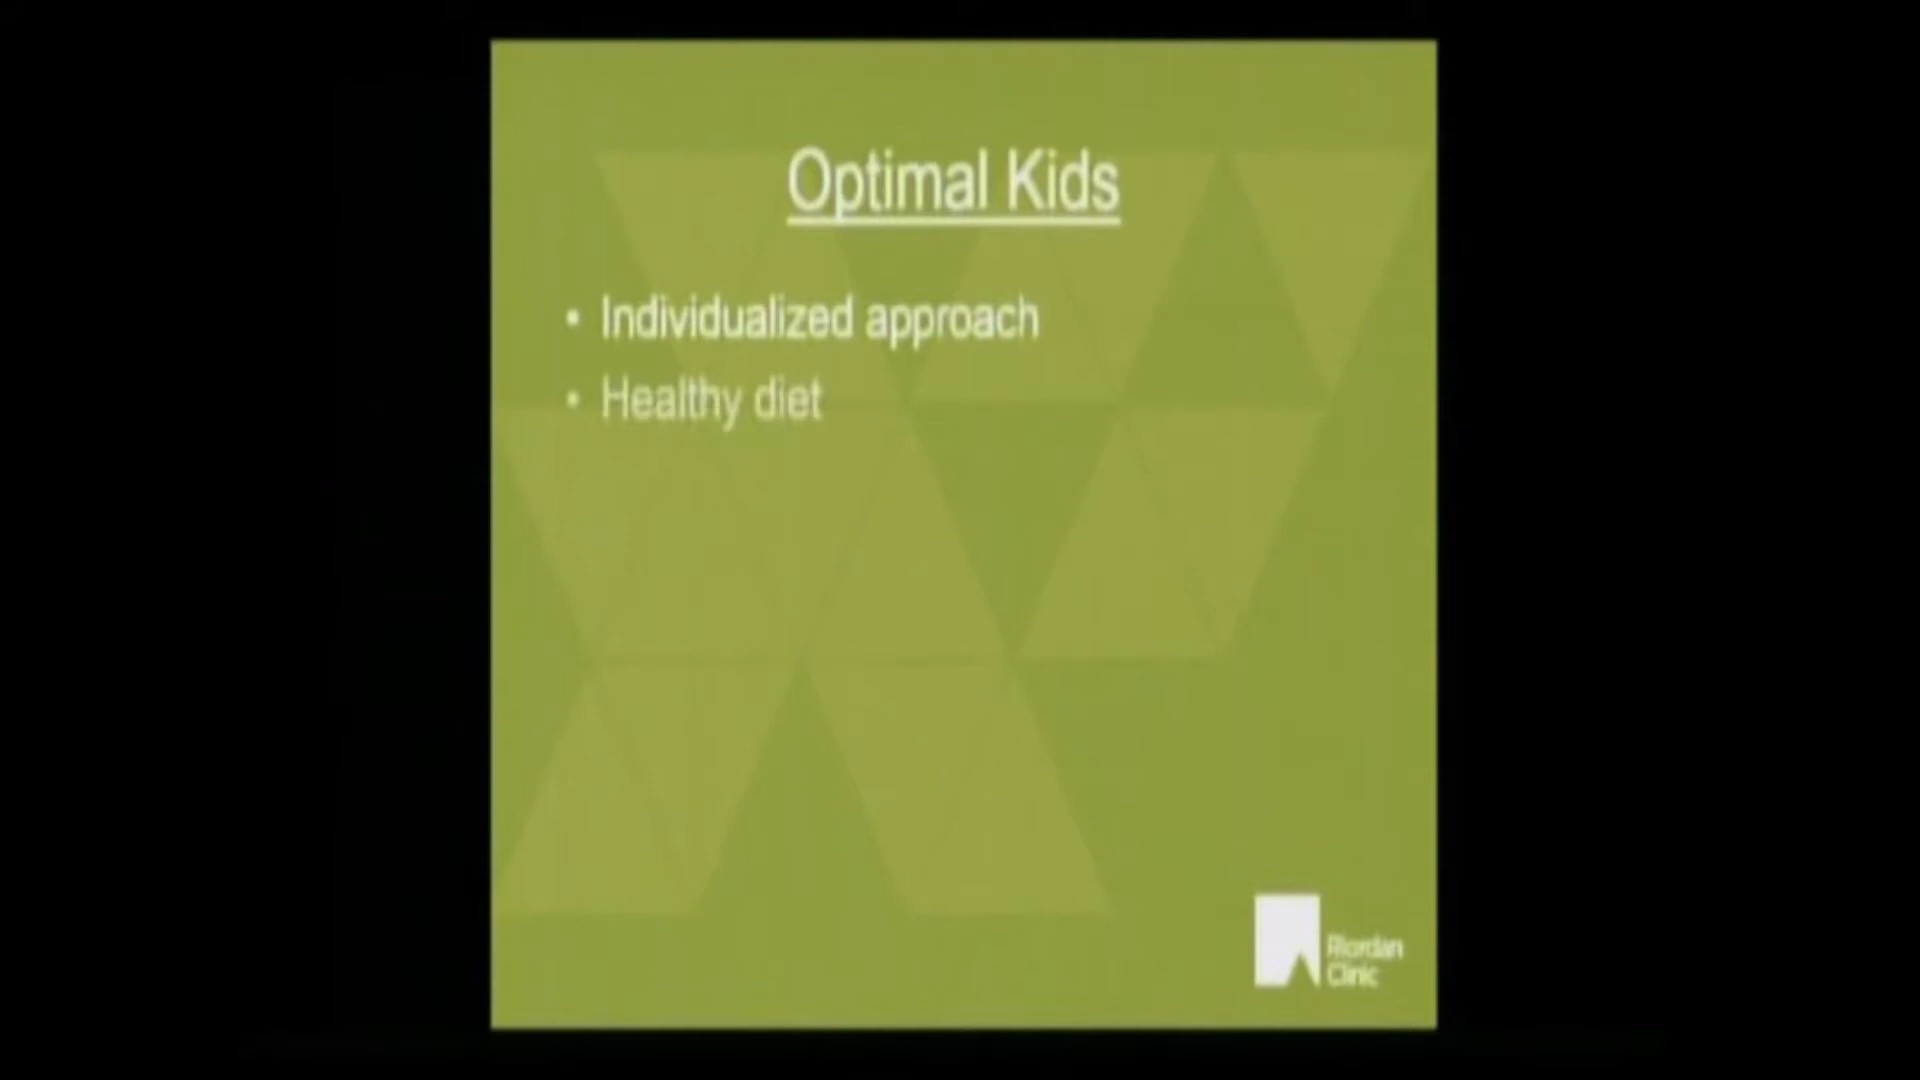 Optimal Kids
• Individualized approach
• Healthy diet
Riordan
Clinic